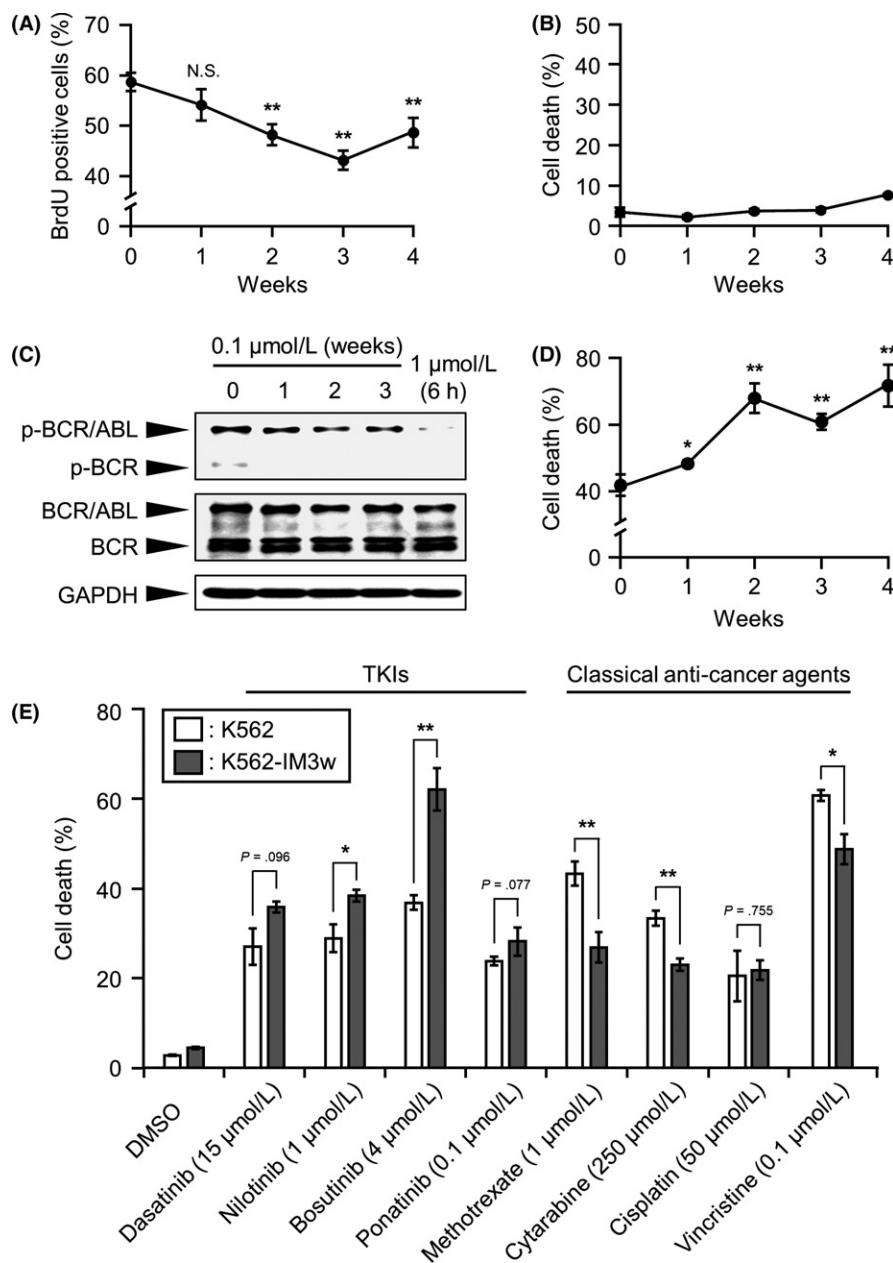 (A)
BrdU positive cells (%)
70
60
50
40
0
N.S.
**
**
**
0 1 2 3 4
Weeks
(B)
Cell death (%)
50
40
30
20
10
0
0 1 2 3 4
Weeks
(C)
0.1 µmol/L (weeks)
1 µmol/L
0 1 2 3 (6 h)
p-BCR/ABL
p-BCR
BCR/ABL
BCR
GAPDH
(D)
Cell death (%)
80
60
40
0
*
**
**
**
0 1 2 3 4
Weeks
(E)
TKIs
Classical anti-cancer agents
: K562
: K562-IM3w
Cell death (%)
80
60
40
20
0
P = .096
*
**
P = .077
**
**
P = .755
*
DMSO
Dasatinib (15 µmol/L)
Nilotinib (1 µmol/L)
Bosutinib (4 µmol/L)
Ponatinib (0.1 µmol/L)
Methotrexate (1 µmol/L)
Cytarabine (250 µmol/L)
Cisplatin (50 µmol/L)
Vincristine (0.1 µmol/L)